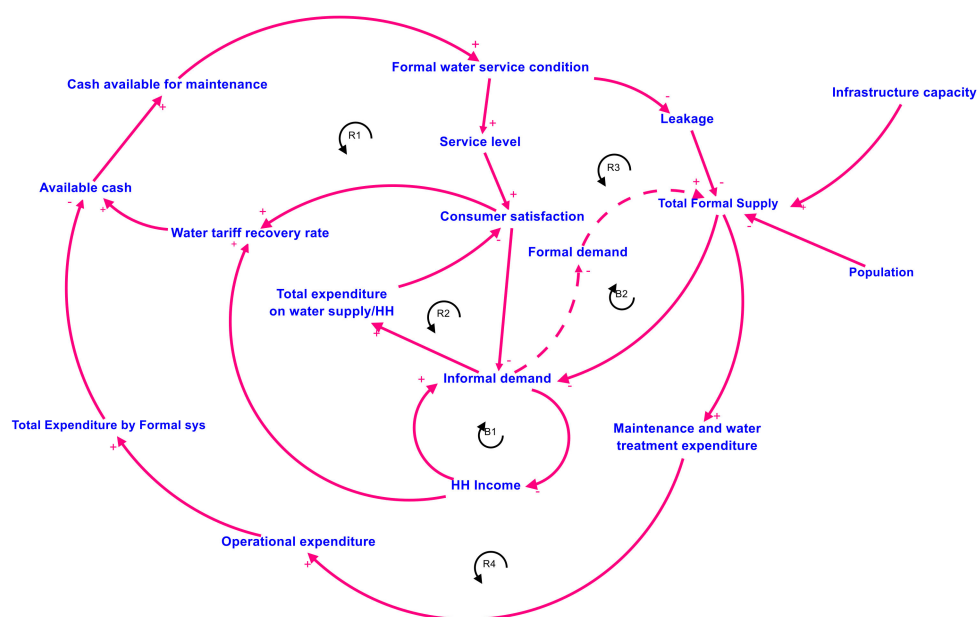 Formal water service condition
Cash available for maintenance
Infrastructure capacity
Leakage
Service level
R1
R3
Available cash
Total Formal Supply
Consumer satisfaction
Water tariff recovery rate
Formal demand
Population
Total expenditure
on water supply/HH
R2
B2
Informal demand
Total Expenditure by Formal sys
B1
Maintenance and water
treatment expenditure
HH Income
Operational expenditure
R4